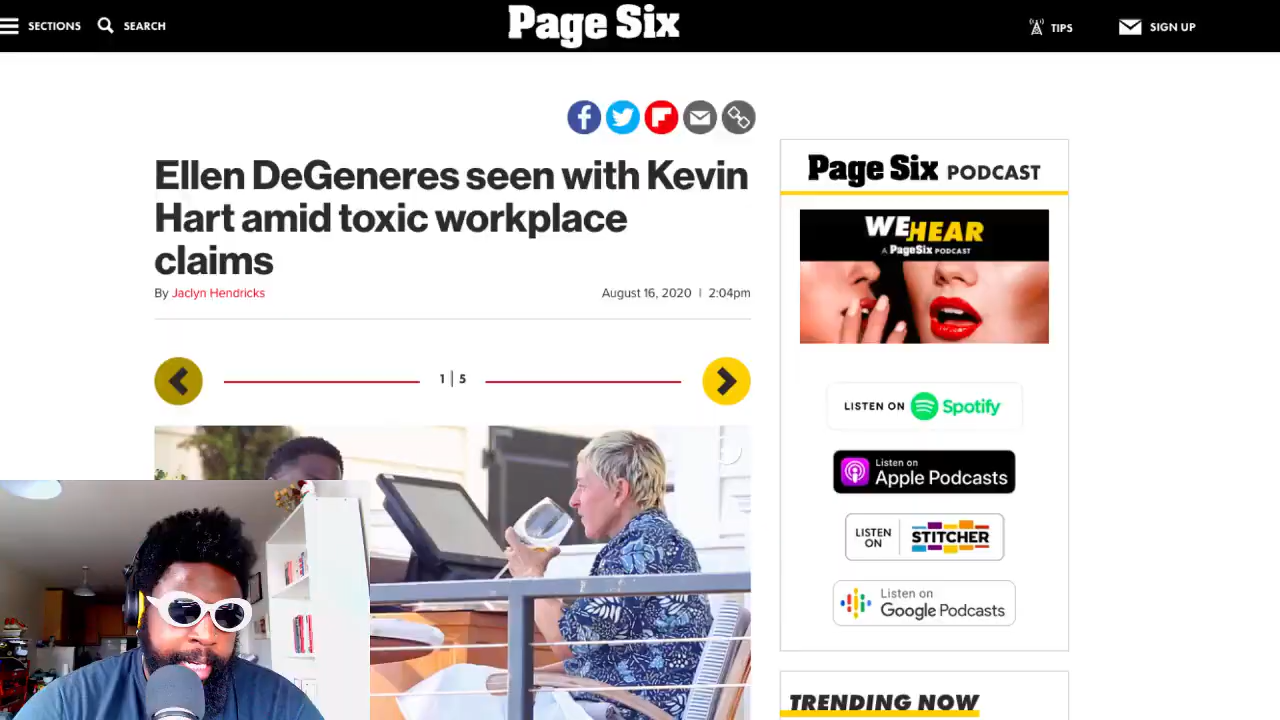 SECTIONS
SEARCH
Page Six
TIPS
SIGN UP
Ellen DeGeneres seen with Kevin
Hart amid toxic workplace
claims
By Jaclyn Hendricks
August 16, 2020 | 2:04pm
1 | 5
Page Six PODCAST
WE HEAR
A PageSix PODCAST
LISTEN ON Spotify
Listen on
Apple Podcasts
LISTEN
ON
STITCHER
Listen on
Google Podcasts
TRENDING NOW